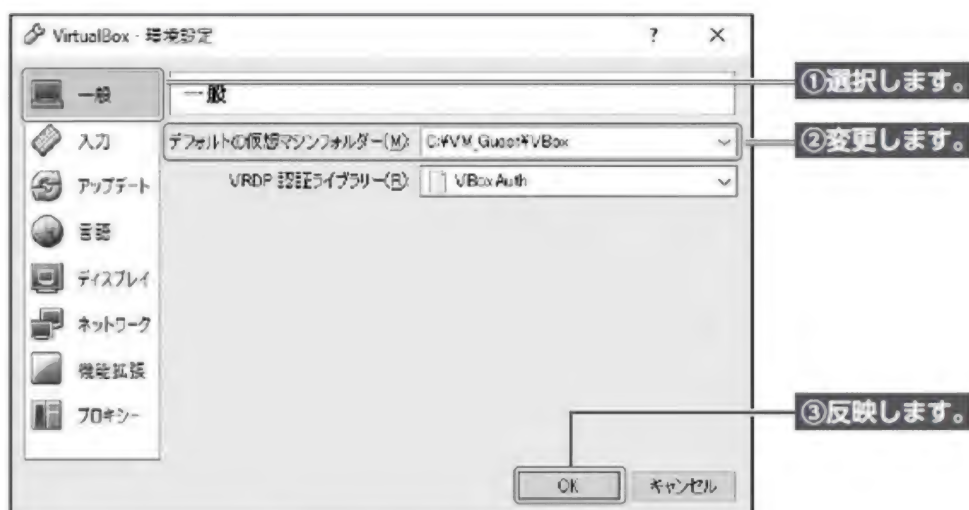 VirtualBox - 環境設定
? ×
一般
一般
①選択します。
入力
デフォルトの仮想マシンフォルダー(M): C:¥VM_Guest¥VBox
②変更します。
アップデート
VRDP 認証ライブラリー(R): VBoxAuth
言語
ディスプレイ
ネットワーク
機能拡張
プロキシー
③反映します。
OK
キャンセル